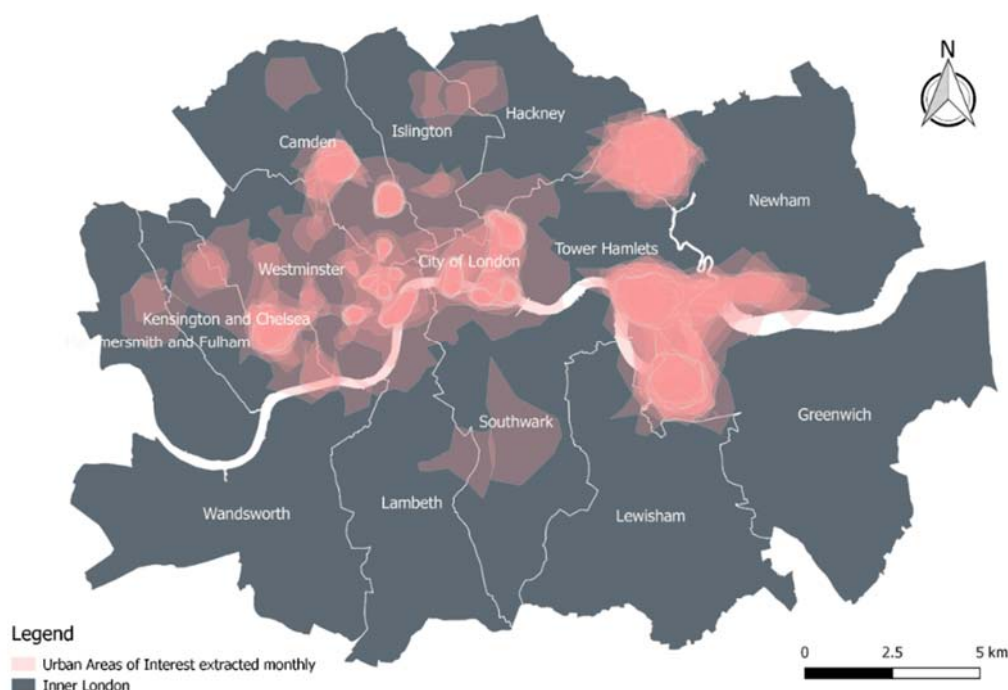 N
Hackney
Islington
Camden
Newham
Tower Hamlets
Westminster
City of London
Kensington and Chelsea
and Fulham
Greenwich
Southwark
Lambeth
Wandsworth
Lewisham
Legend
Urban Areas of Interest extracted monthly
Inner London
0 2.5 5 km